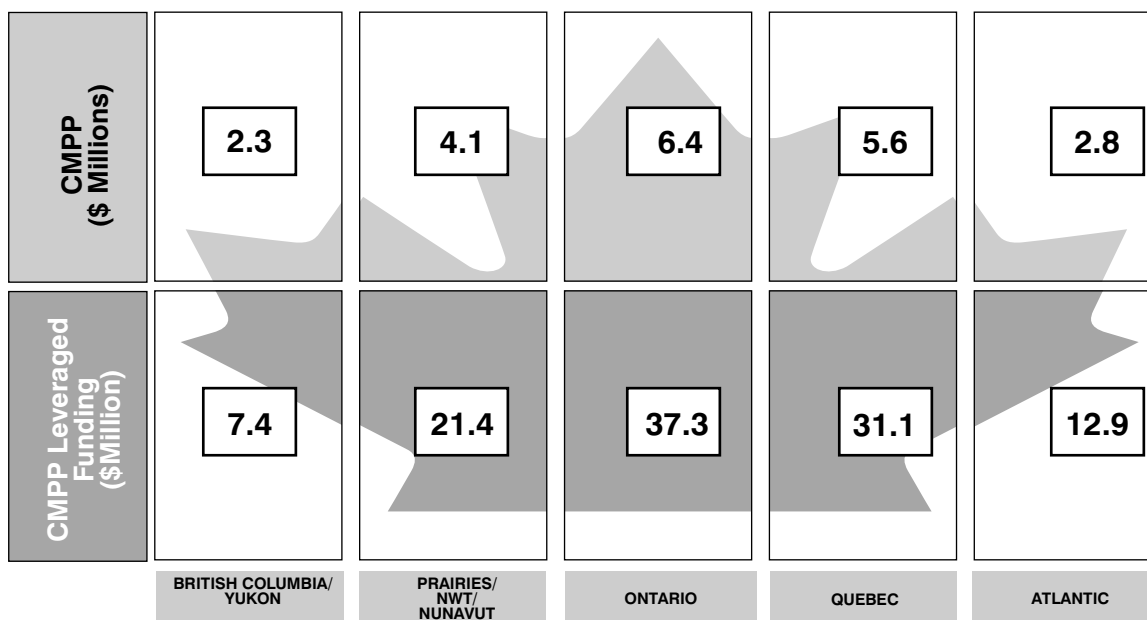 CMPP
($ Millions)
2.3
4.1
6.4
5.6
2.8
CMPP Leveraged
Funding
($Million)
7.4
21.4
37.3
31.1
12.9
BRITISH COLUMBIA/
YUKON
PRAIRIES/
NWT/
NUNAVUT
ONTARIO
QUEBEC
ATLANTIC